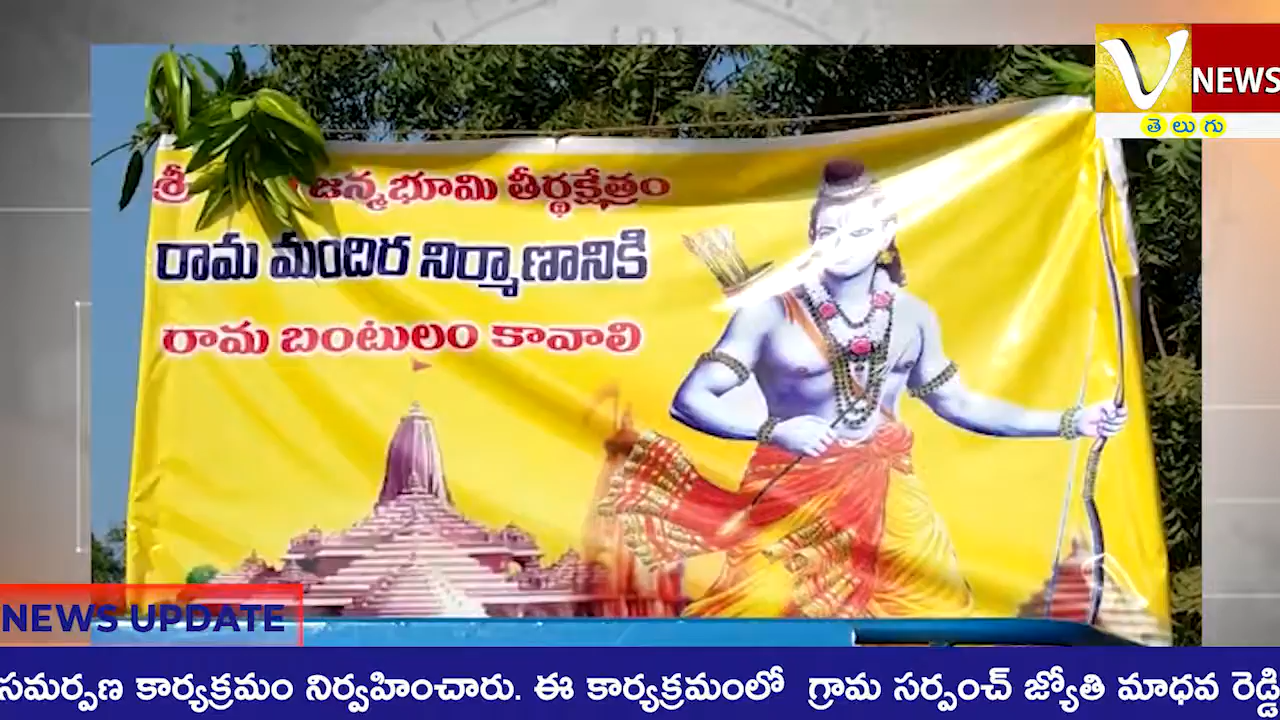 V NEWS
తెలుగు
శ్రీ జన్మభూమి తీర్థక్షేత్రం
రామ మందిర నిర్మాణానికి
రామ బంటులం కావాలి
NEWS UPDATE
సమర్పణ కార్యక్రమం నిర్వహించారు. ఈ కార్యక్రమంలో గ్రామ సర్పంచ్ జ్యోతి మాధవ రెడ్డి